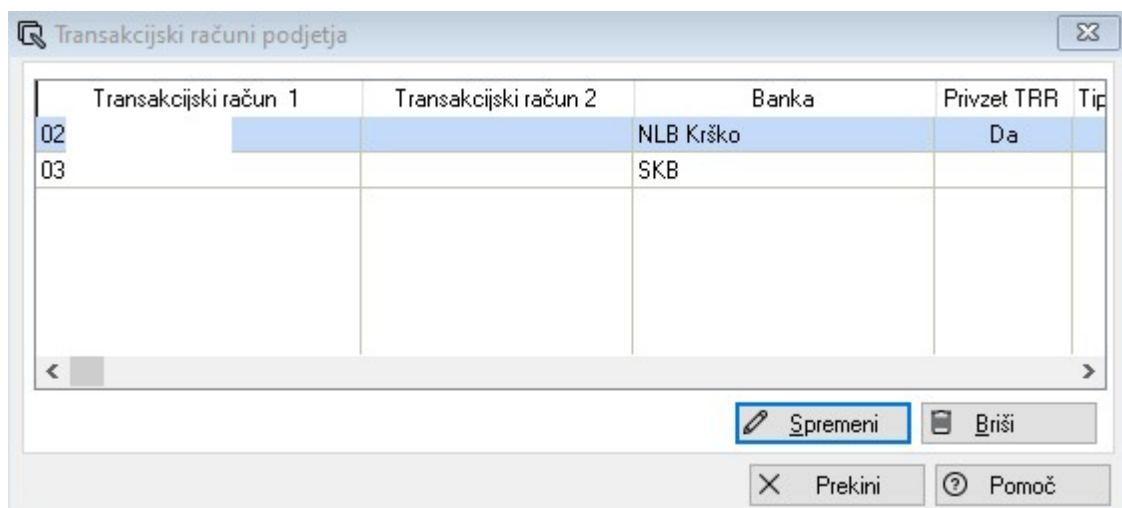 Transakcijski računi podjetja
Transakcijski račun 1 Transakcijski račun 2 Banka Privzet TRR Tip
02 NLB Krško Da
03 SKB
Spremeni Briši
Prekini Pomoč